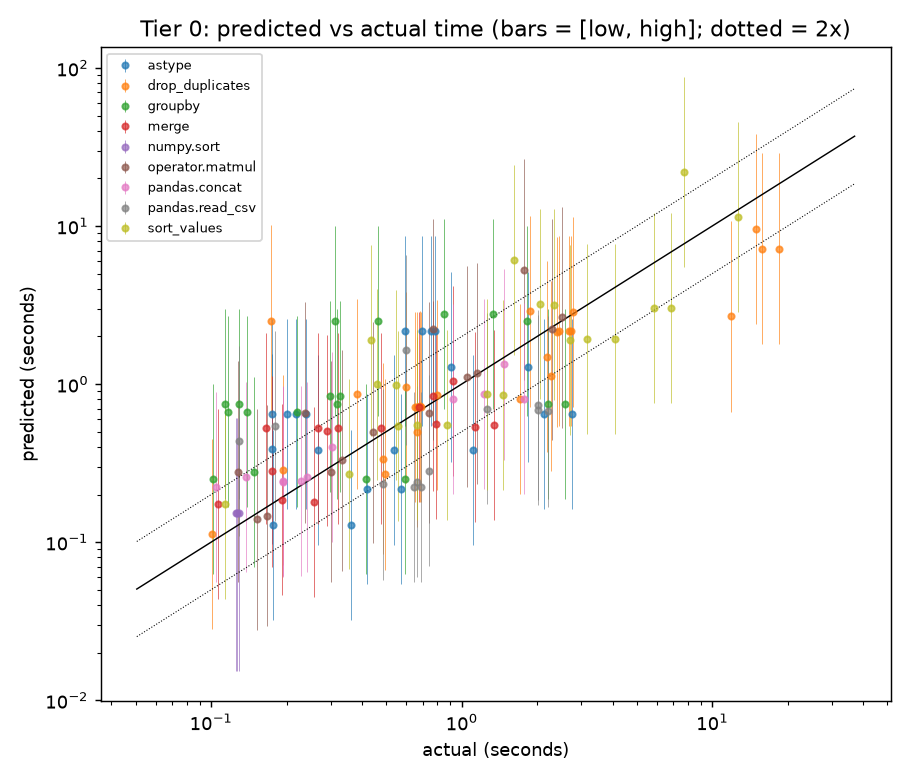 Tier 0: predicted vs actual time (bars = [low, high]; dotted = 2x)
10²
10¹
10⁰
10⁻¹
10⁻²
predicted (seconds)
astype
drop_duplicates
groupby
merge
numpy.sort
operator.matmul
pandas.concat
pandas.read_csv
sort_values
10⁻¹
10⁰
10¹
actual (seconds)